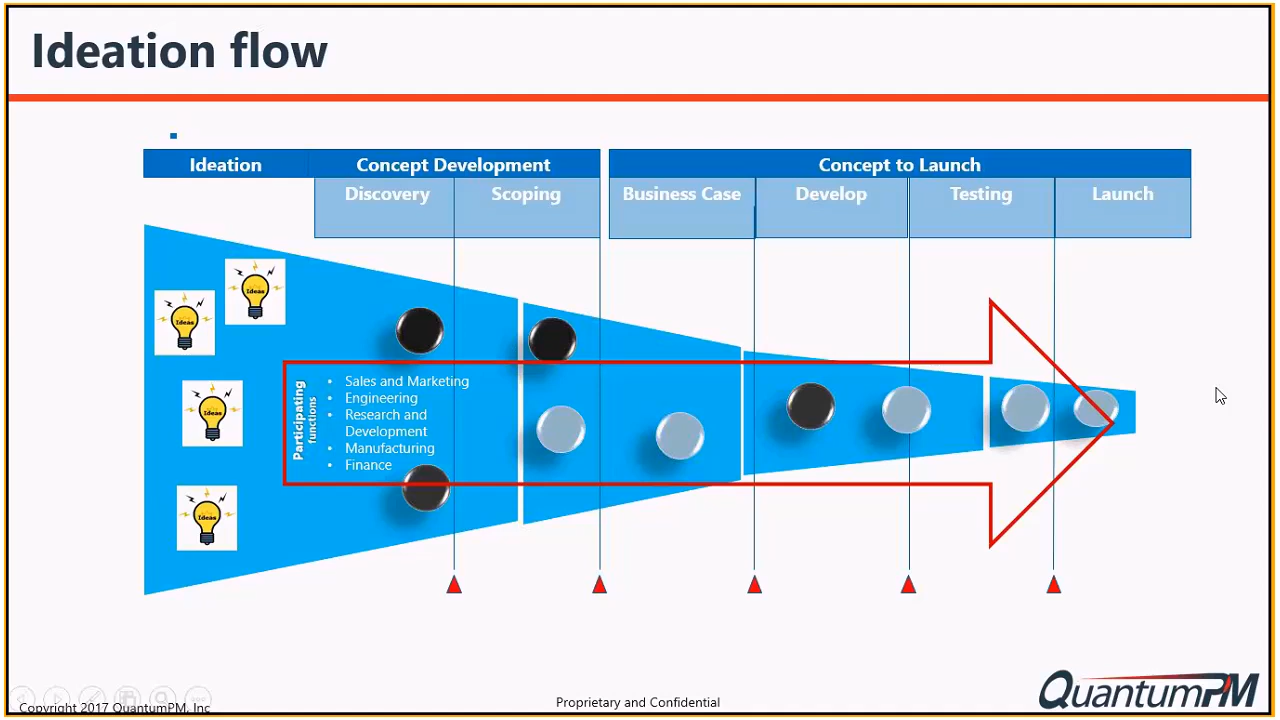 Ideation flow
Ideation
Concept Development
Concept to Launch
Discovery
Scoping
Business Case
Develop
Testing
Launch
Ideas
Ideas
Ideas
Ideas
Participating
functions
• Sales and Marketing
• Engineering
• Research and
Development
• Manufacturing
• Finance
Copyright 2017 QuantumPM, Inc
Proprietary and Confidential
QuantumPM